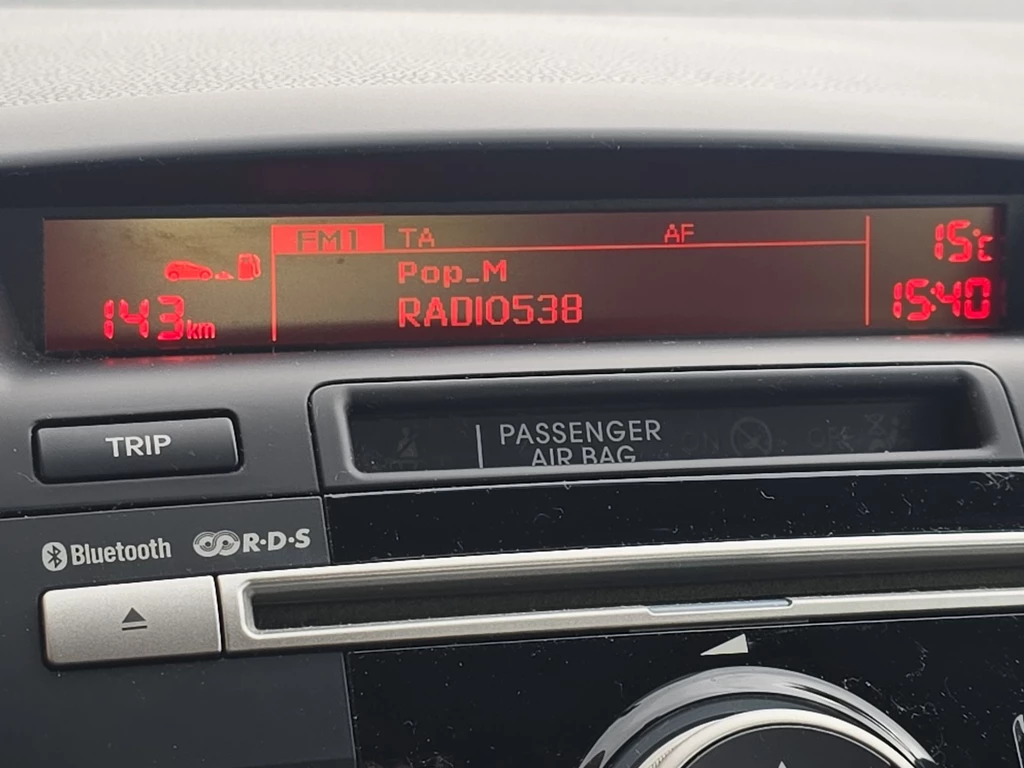 FM1 TA AF
15°C
Pop_M
143km
RADIO538
15:40
TRIP
PASSENGER
AIR BAG
Bluetooth
R·D·S